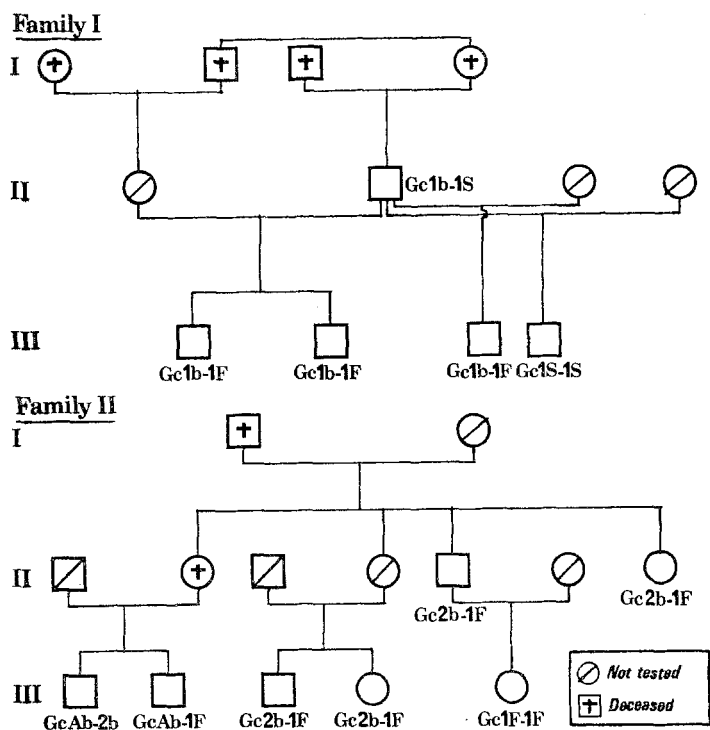 Family I
I
II
Gc1b-1S
III
Gc1b-1F Gc1b-1F Gc1b-1F Gc1S-1S
Family II
I
II
Gc2b-1F
Gc2b-1F
III
GcAb-2b GcAb-1F Gc2b-1F Gc2b-1F Gc1F-1F
Not tested
Deceased